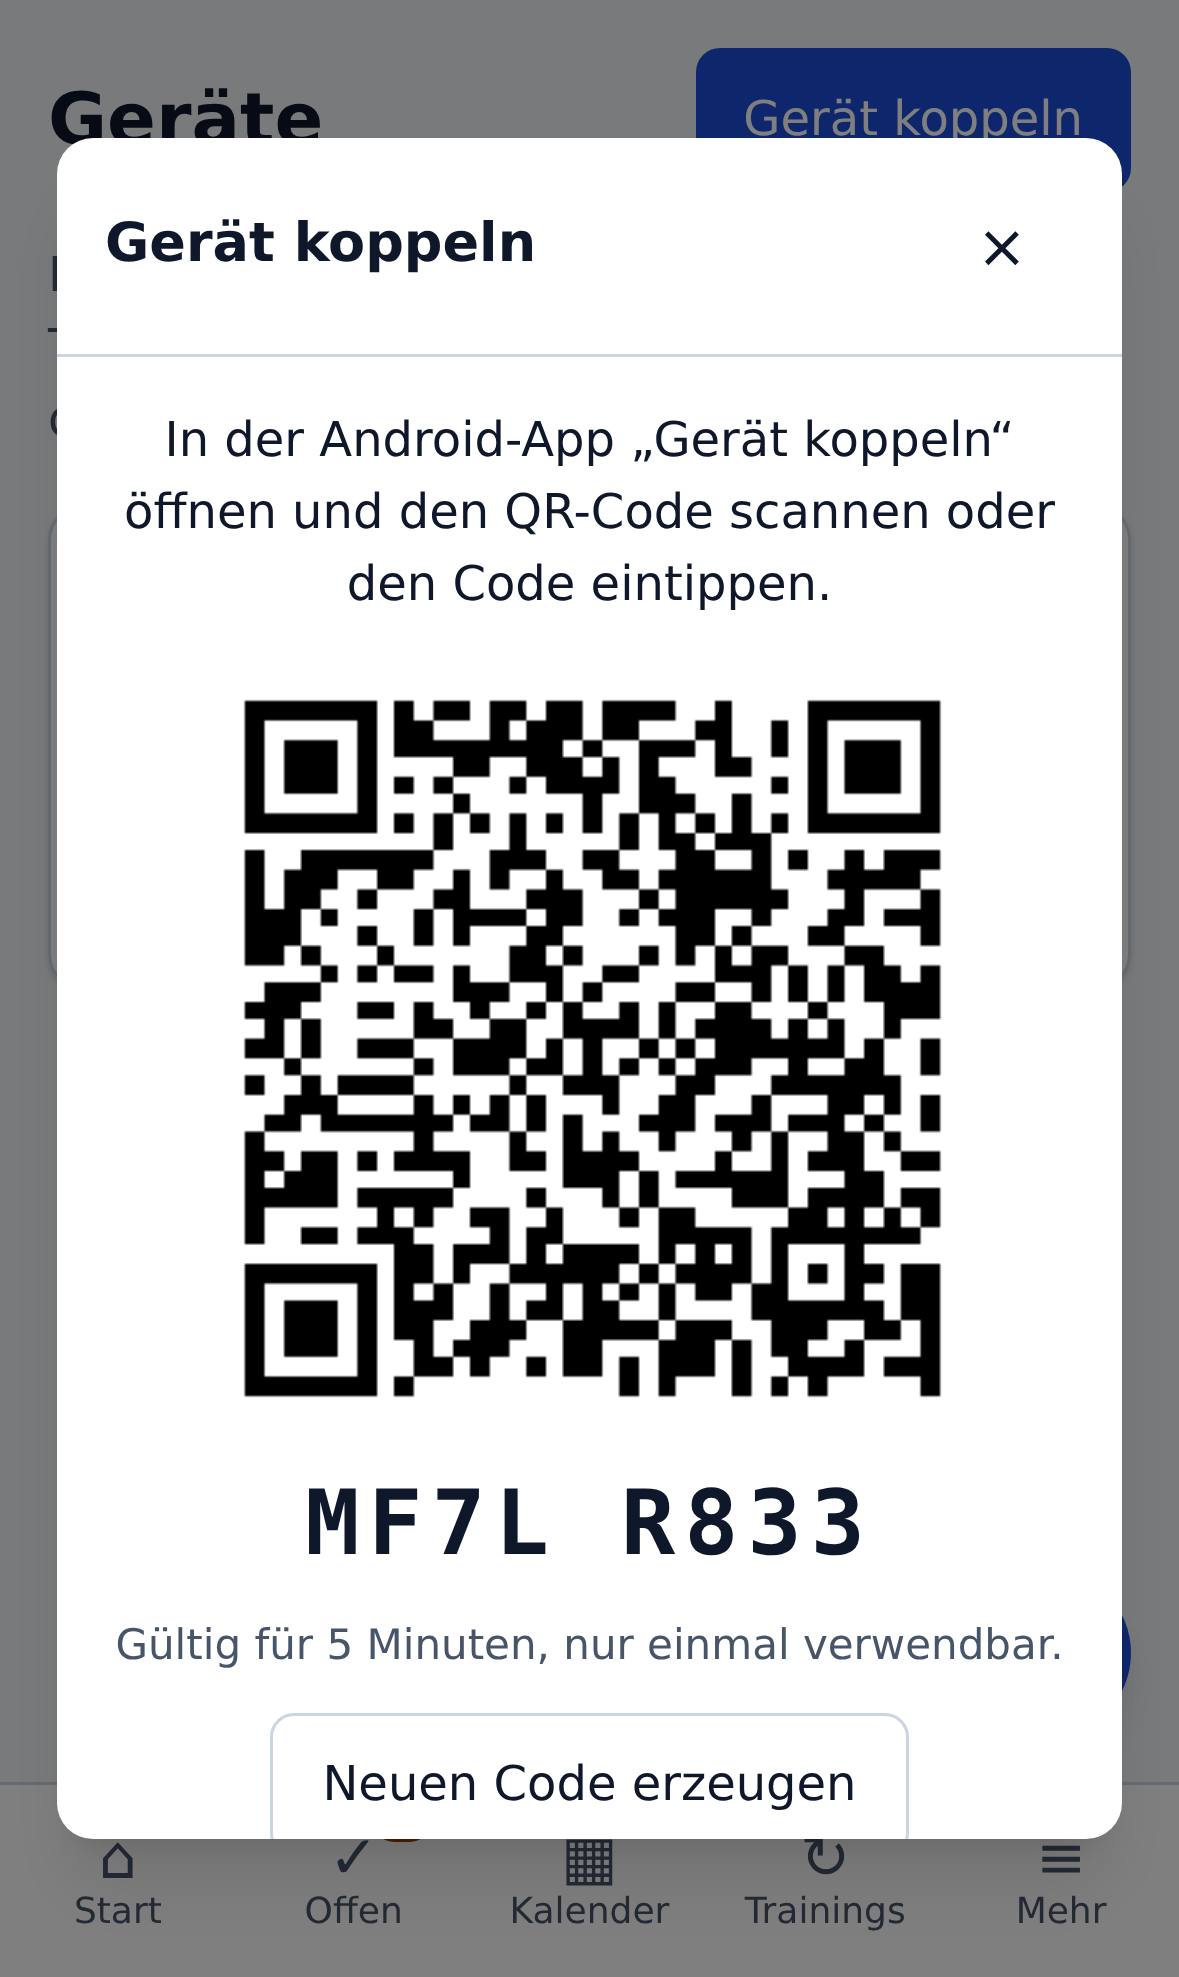 Geräte
Gerät koppeln
Gerät koppeln
×
In der Android-App „Gerät koppeln“
öffnen und den QR-Code scannen oder
den Code eintippen.
MF7L R833
Gültig für 5 Minuten, nur einmal verwendbar.
Neuen Code erzeugen
Start
Offen
Kalender
Trainings
Mehr